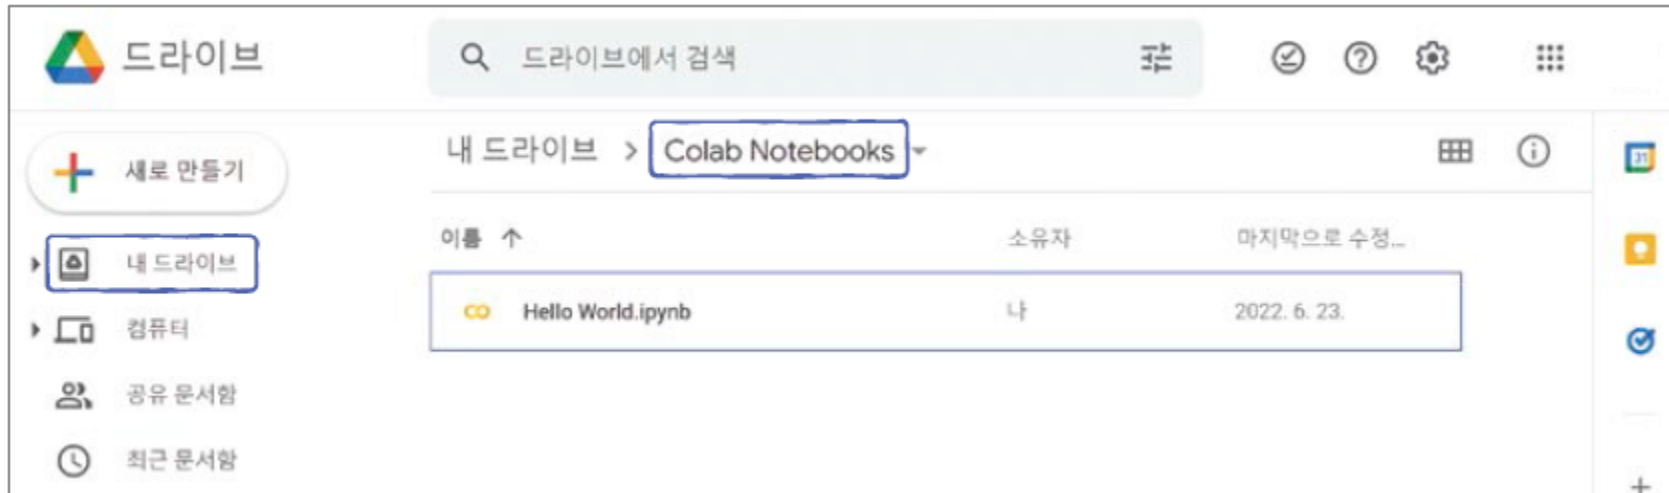 드라이브
드라이브에서 검색
새로 만들기
내 드라이브
컴퓨터
공유 문서함
최근 문서함
내 드라이브 > Colab Notebooks
이름 소유자 마지막으로 수정...
Hello World.ipynb 나 2022. 6. 23.
31